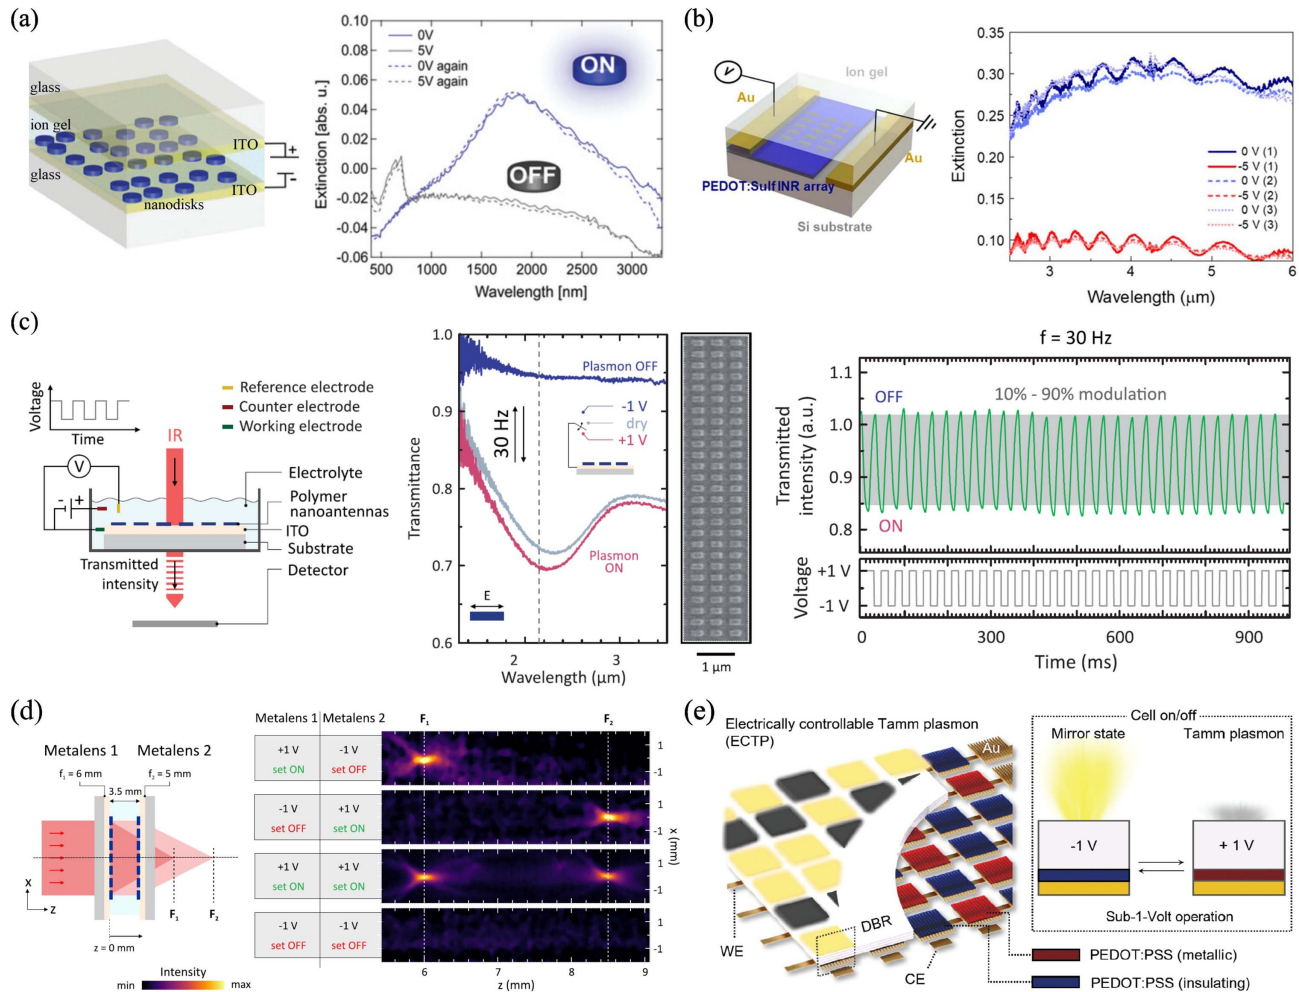 (a)
glass
ion gel
glass
ITO
ITO
+
-
nanodisks
Extinction [abs. u.]
0.10
0.08
0.06
0.04
0.02
0.00
-0.02
-0.04
-0.06
0V
5V
0V again
5V again
ON
OFF
500 1000 1500 2000 2500 3000
Wavelength [nm]
(b)
V
Ion gel
Au
Au
PEDOT:Sulf INR array
Si substrate
Extinction
0.35
0.30
0.25
0.20
0.15
0.10
0 V (1)
-5 V (1)
0 V (2)
-5 V (2)
0 V (3)
-5 V (3)
3 4 5 6
Wavelength (μm)
(c)
Voltage
Time
Reference electrode
Counter electrode
Working electrode
IR
V
- +
Electrolyte
Polymer
nanoantennas
ITO
Substrate
Detector
Transmitted
intensity
Transmittance
1.0
0.9
0.8
0.7
0.6
Plasmon OFF
30 Hz
-1 V
dry
+1 V
Plasmon
ON
E
2 3
Wavelength (μm)
1 μm
f = 30 Hz
Transmitted
intensity (a.u.)
1.1
1.0
0.9
0.8
OFF
10% - 90% modulation
ON
Voltage
+1 V
-1 V
0 300 600 900
Time (ms)
(d)
Metalens 1 Metalens 2
f₁ = 6 mm f₂ = 5 mm
3.5 mm
X
Z
F₁ F₂
z = 0 mm
Intensity
min max
Metalens 1 Metalens 2
F₁ F₂
+1 V -1 V
set ON set OFF
-1 V +1 V
set OFF set ON
+1 V +1 V
set ON set ON
-1 V -1 V
set OFF set OFF
1
-1
1
-1
1
-1
1
-1
x (mm)
6 7 8 9
z (mm)
(e)
Electrically controllable Tamm plasmon
(ECTP)
Au
WE
DBR
CE
Cell on/off
Mirror state Tamm plasmon
-1 V + 1 V
Sub-1-Volt operation
PEDOT:PSS (metallic)
PEDOT:PSS (insulating)